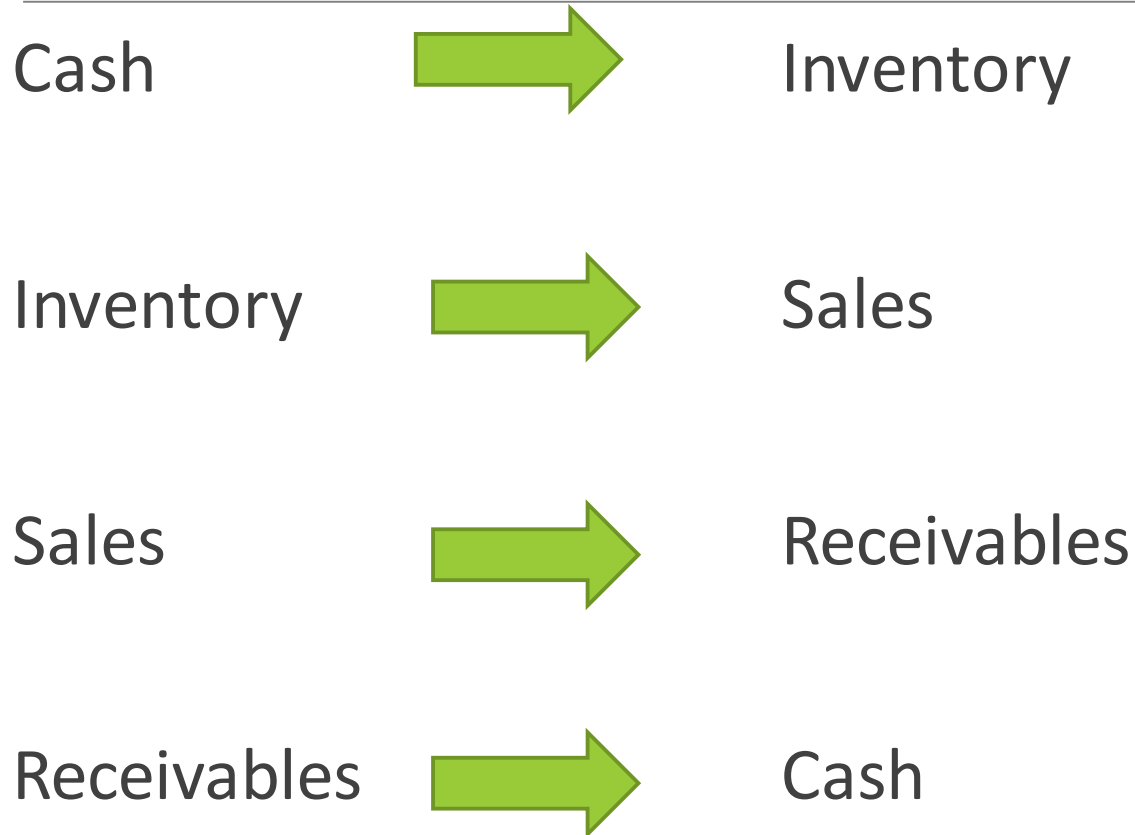 Cash Inventory
Inventory Sales
Sales Receivables
Receivables Cash